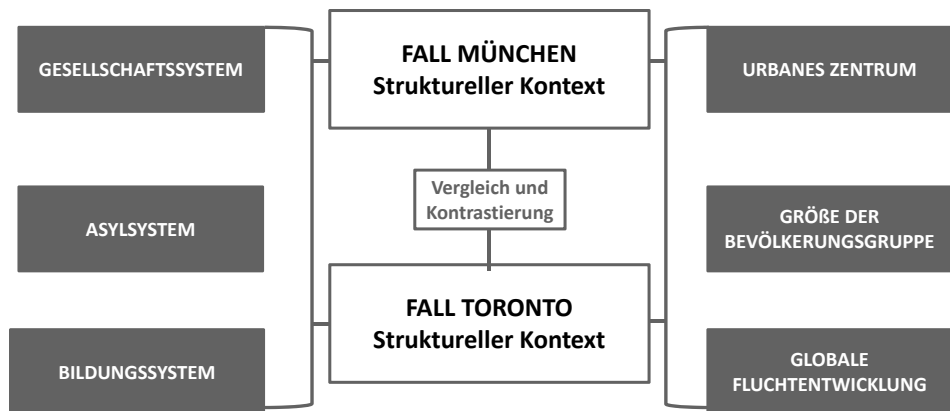 GESELLSCHAFTSSYSTEM
ASYLSYSTEM
BILDUNGSSYSTEM
FALL MÜNCHEN
Struktureller Kontext
Vergleich und
Kontrastierung
FALL TORONTO
Struktureller Kontext
URBANES ZENTRUM
GRÖßE DER
BEVÖLKERUNGSGRUPPE
GLOBALE
FLUCHTENTWICKLUNG